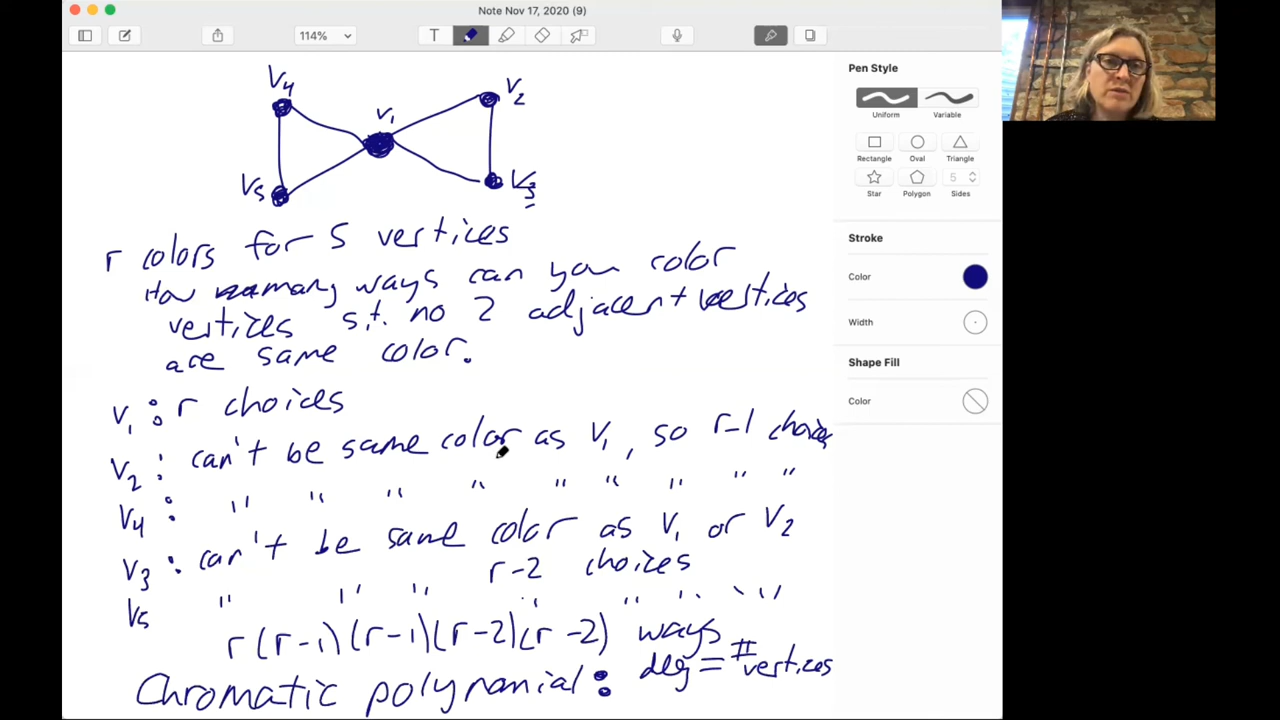 Note Nov 17, 2020 (9)
114%
T
Pen Style
Uniform
Variable
Rectangle
Oval
Triangle
5
Star
Polygon
Sides
Stroke
Color
Width
Shape Fill
Color
V4
V1
V2
V5
V3
r colors for 5 vertices
How many ways can you color
vertices s.t. no 2 adjacent vertices
are same color.
V1 : r choices
V2 : can't be same color as V1, so r-1 choices
V4 : " " " " " " " " "
V3 : can't be same color as V1 or V2
r-2 choices
V5 " " " " " " " "
r(r-1)(r-1)(r-2)(r-2) ways
deg = # vertices
Chromatic polynomial: